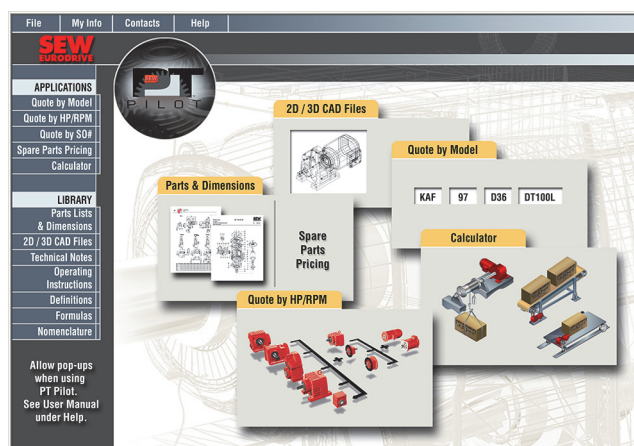 File
My Info
Contacts
Help
SEW
EURODRIVE
PT
PILOT
APPLICATIONS
Quote by Model
Quote by HP/RPM
Quote by SO#
Spare Parts Pricing
Calculator
LIBRARY
Parts Lists
& Dimensions
2D / 3D CAD Files
Technical Notes
Operating
Instructions
Definitions
Formulas
Nomenclature
Allow pop-ups
when using
PT Pilot.
See User Manual
under Help.
2D / 3D CAD Files
Quote by Model
KAF 97 D36 DT100L
Parts & Dimensions
Spare
Parts
Pricing
Calculator
Quote by HP/RPM